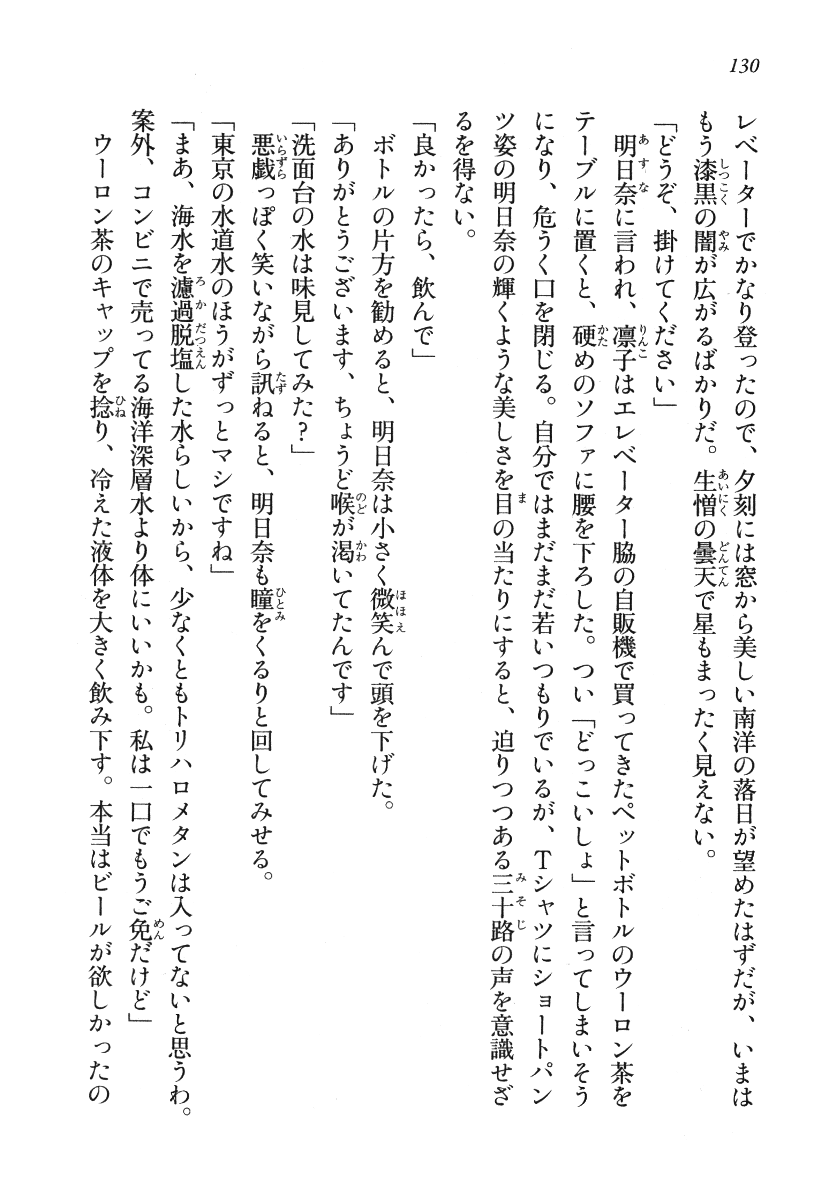 130
レベーターでかなり登ったので、夕刻には窓から美しい南洋の落日が望めたはずだが、いまは
もう漆黒の闇が広がるばかりだ。生憎の曇天で星もまったく見えない。
「どうぞ、掛けてください」
明日奈に言われ、凛子はエレベーター脇の自販機で買ってきたペットボトルのウーロン茶を
テーブルに置くと、硬めのソファに腰を下ろした。つい「どっこいしょ」と言ってしまいそう
になり、危うく口を閉じる。自分ではまだまだ若いつもりでいるが、Ｔシャツにショートパン
ツ姿の明日奈の輝くような美しさを目の当たりにすると、迫りつつある三十路の声を意識せざ
るを得ない。
「良かったら、飲んで」
ボトルの片方を勧めると、明日奈は小さく微笑んで頭を下げた。
「ありがとうございます、ちょうど喉が渇いてたんです」
「洗面台の水は味見してみた？」
悪戯っぽく笑いながら訊ねると、明日奈も瞳をくるりと回してみせる。
「東京の水道水のほうがずっとマシですね」
「まあ、海水を濾過脱塩した水らしいから、少なくともトリハロメタンは入ってないと思うわ。
案外、コンビニで売ってる海洋深層水より体にいいかも。私は一口でもうご免だけど」
ウーロン茶のキャップを捻り、冷えた液体を大きく飲み下す。本当はビールが欲しかったの